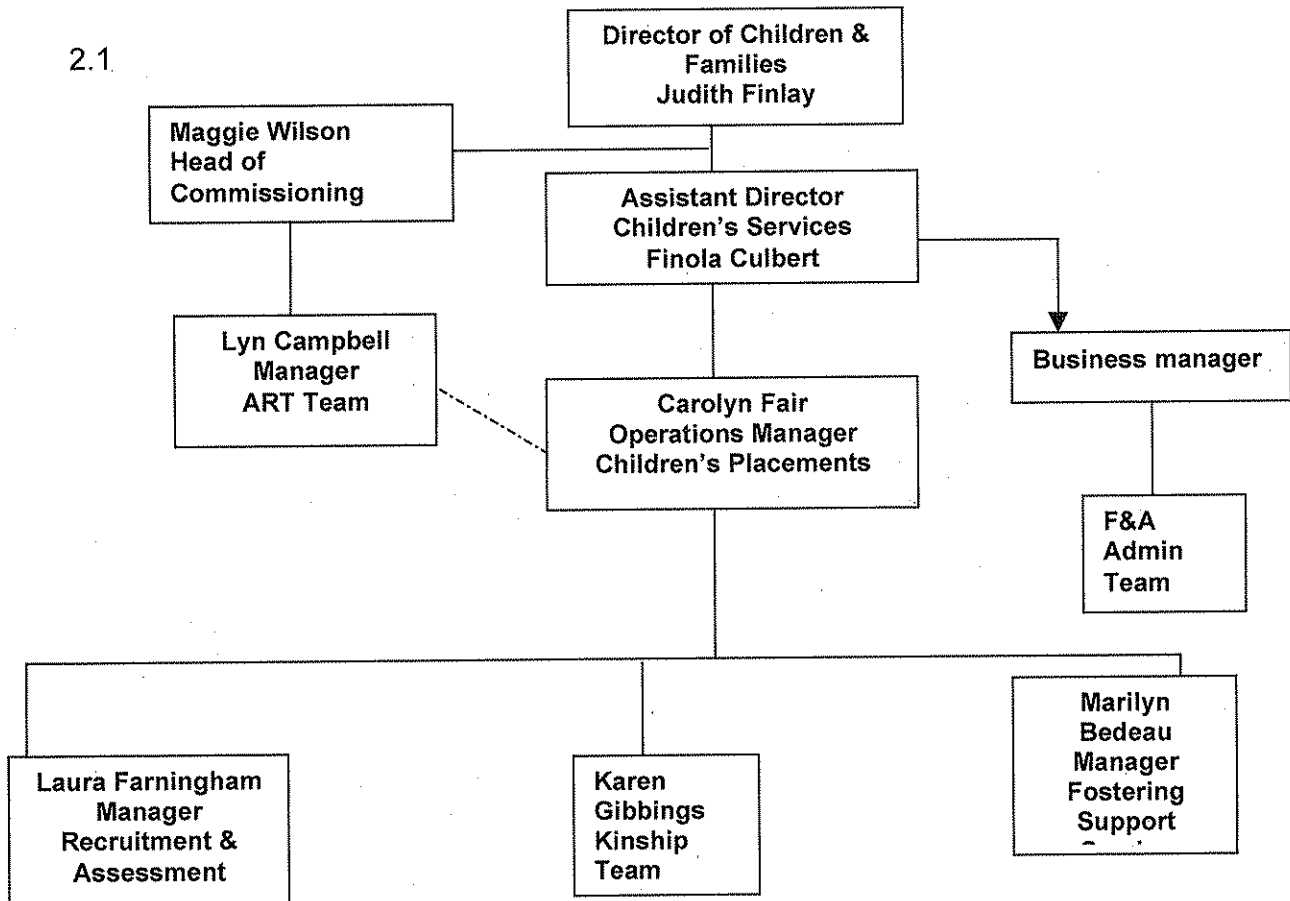 2.1
Director of Children &
Families
Judith Finlay
Maggie Wilson
Head of
Commissioning
Assistant Director
Children's Services
Finola Culbert
Lyn Campbell
Manager
ART Team
Business manager
Carolyn Fair
Operations Manager
Children's Placements
F&A
Admin
Team
Laura Farningham
Manager
Recruitment &
Assessment
Karen
Gibbings
Kinship
Team
Marilyn
Bedeau
Manager
Fostering
Support